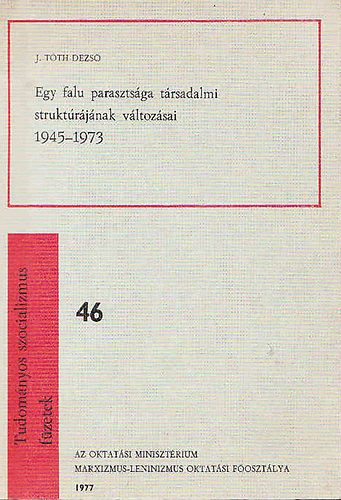 J. TÓTH DEZSŐ
Egy falu parasztsága társadalmi
struktúrájának változásai
1945–1973
Tudományos szocializmus
füzetek
46
AZ OKTATÁSI MINISZTÉRIUM
MARXIZMUS-LENINIZMUS OKTATÁSI FŐOSZTÁLYA
1977